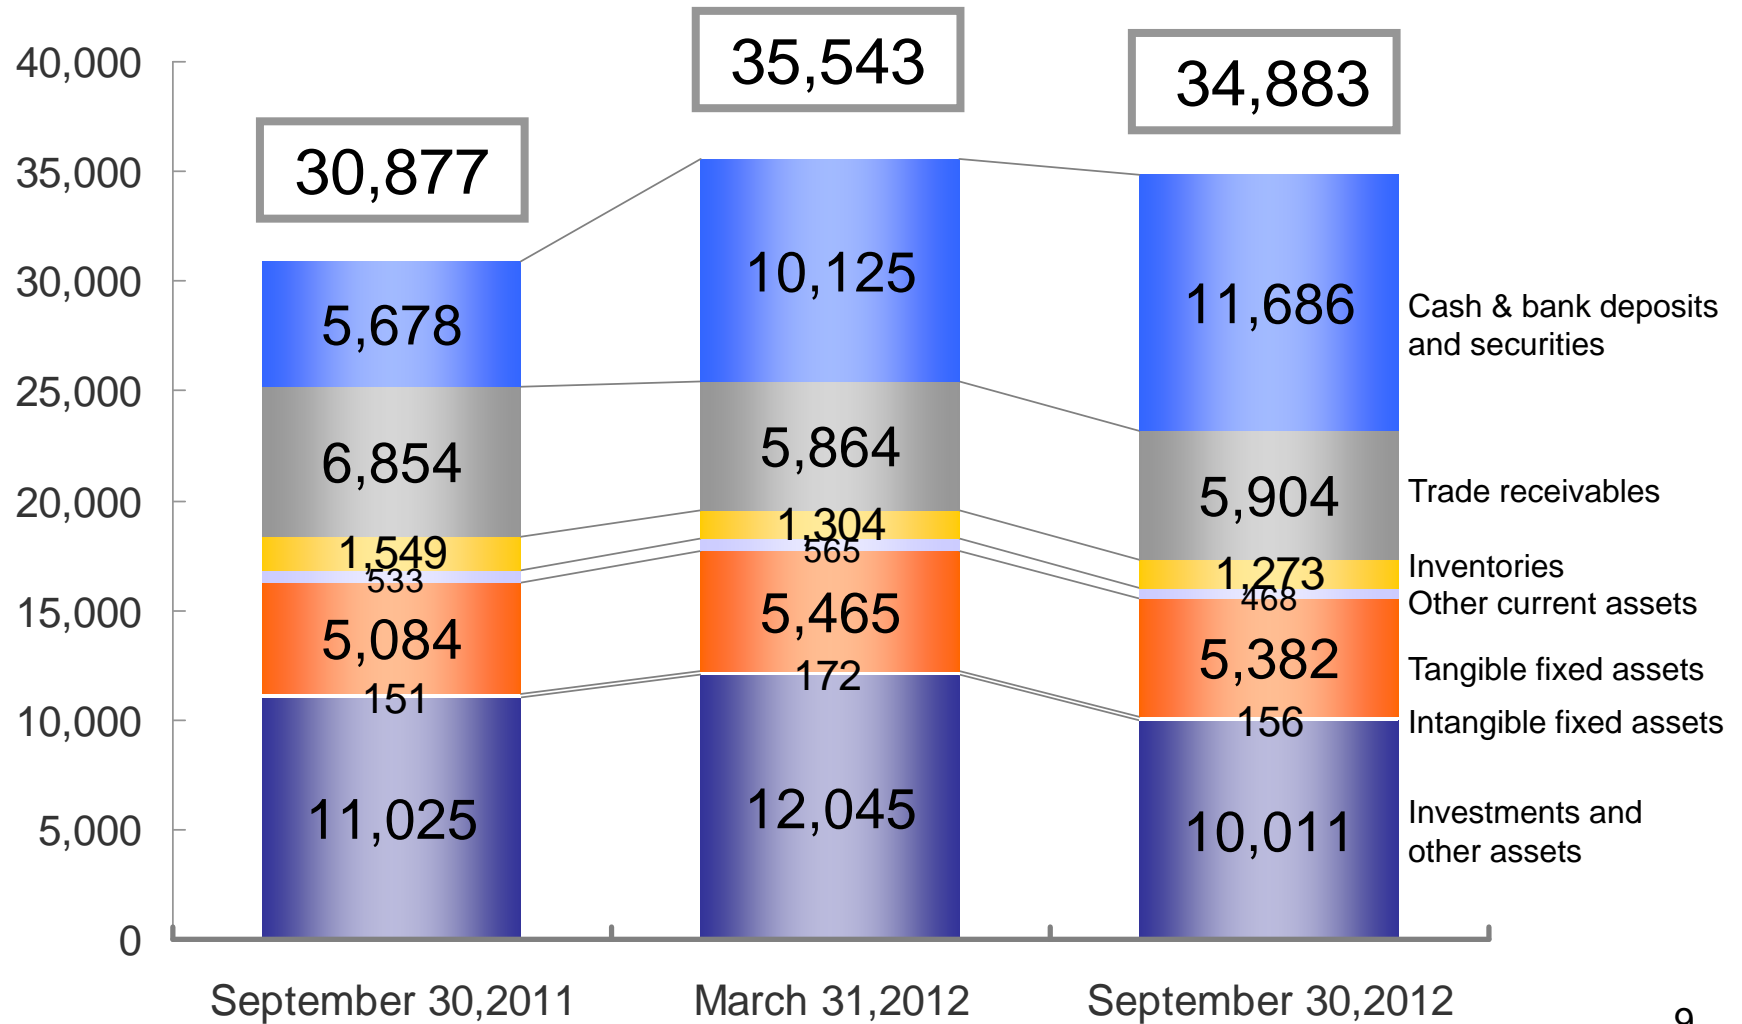 40,000
35,000
30,000
25,000
20,000
15,000
10,000
5,000
0
30,877
5,678
6,854
1,549
533
5,084
151
11,025
35,543
10,125
5,864
1,304
565
5,465
172
12,045
34,883
11,686
5,904
1,273
468
5,382
156
10,011
Cash & bank deposits
and securities
Trade receivables
Inventories
Other current assets
Tangible fixed assets
Intangible fixed assets
Investments and
other assets
September 30,2011
March 31,2012
September 30,2012
9